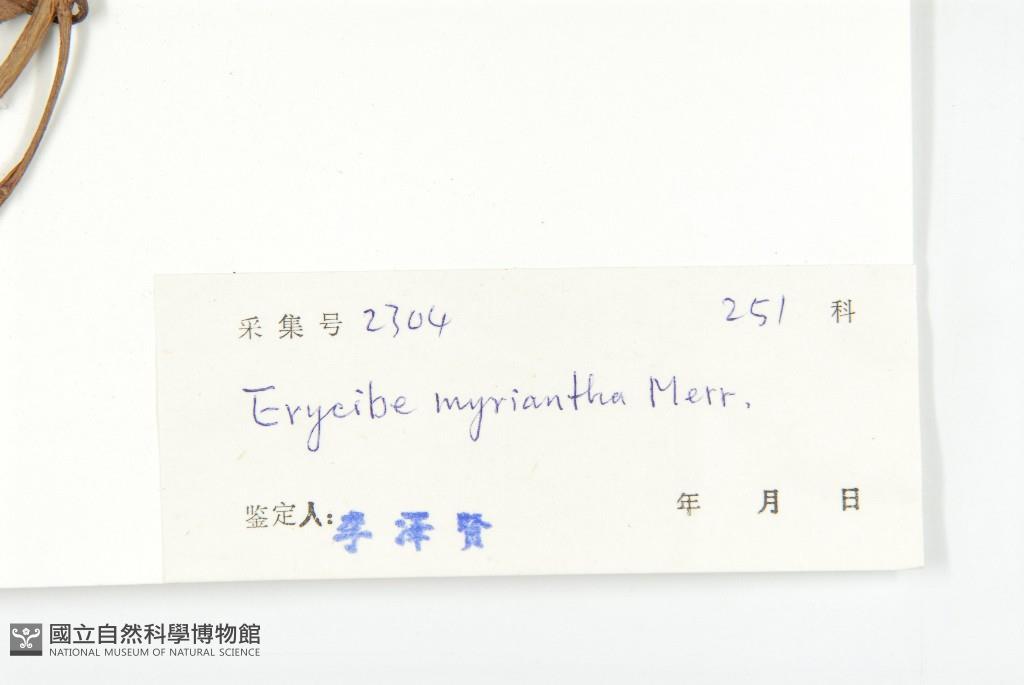 采集号 2304 251 科
Erycibe myriantha Merr.
鉴定人: 李泽贤 年 月 日
國立自然科學博物館
NATIONAL MUSEUM OF NATURAL SCIENCE